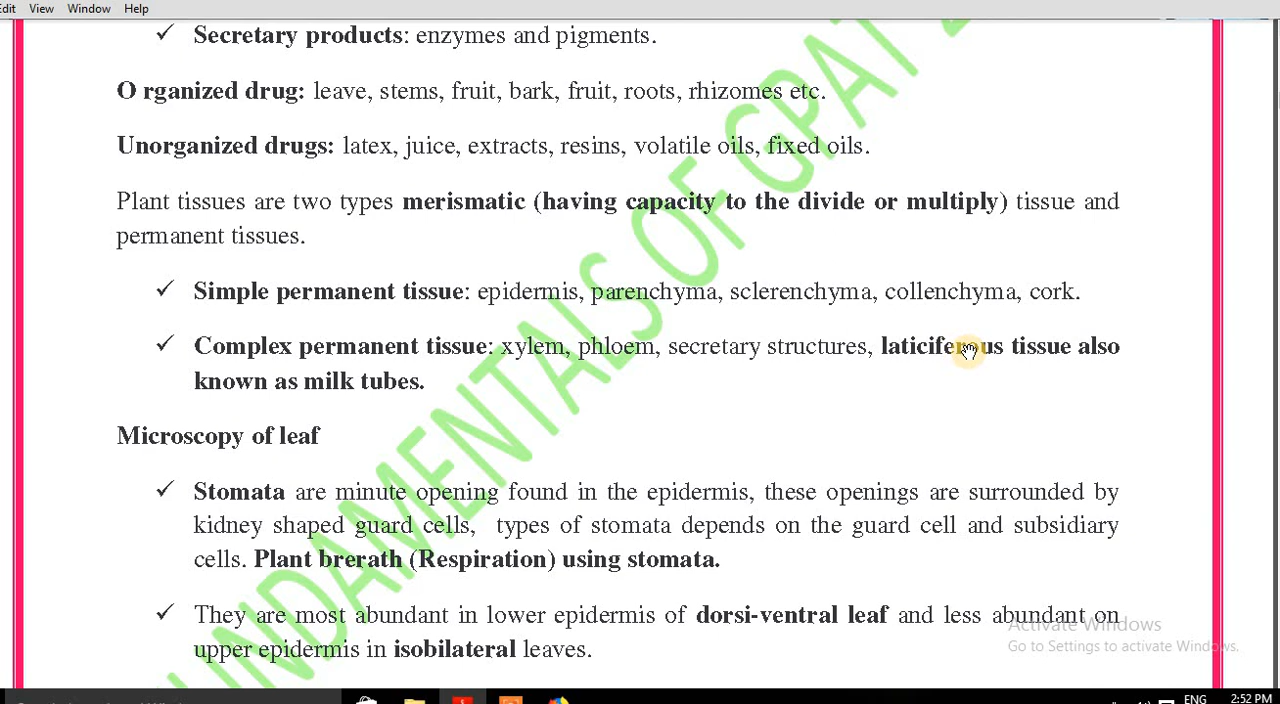 Edit View Window Help
✓ Secretary products: enzymes and pigments.
O rganized drug: leave, stems, fruit, bark, fruit, roots, rhizomes etc.
Unorganized drugs: latex, juice, extracts, resins, volatile oils, fixed oils.
Plant tissues are two types merismatic (having capacity to the divide or multiply) tissue and
permanent tissues.
✓ Simple permanent tissue: epidermis, parenchyma, sclerenchyma, collenchyma, cork.
✓ Complex permanent tissue: xylem, phloem, secretary structures, laticiferous tissue also
known as milk tubes.
Microscopy of leaf
✓ Stomata are minute opening found in the epidermis, these openings are surrounded by
kidney shaped guard cells, types of stomata depends on the guard cell and subsidiary
cells. Plant brerath (Respiration) using stomata.
✓ They are most abundant in lower epidermis of dorsi-ventral leaf and less abundant on
upper epidermis in isobilateral leaves.
FUNDAMENTALS OF GPAT
Activate Windows
Go to Settings to activate Windows.
ENG 2:52 PM